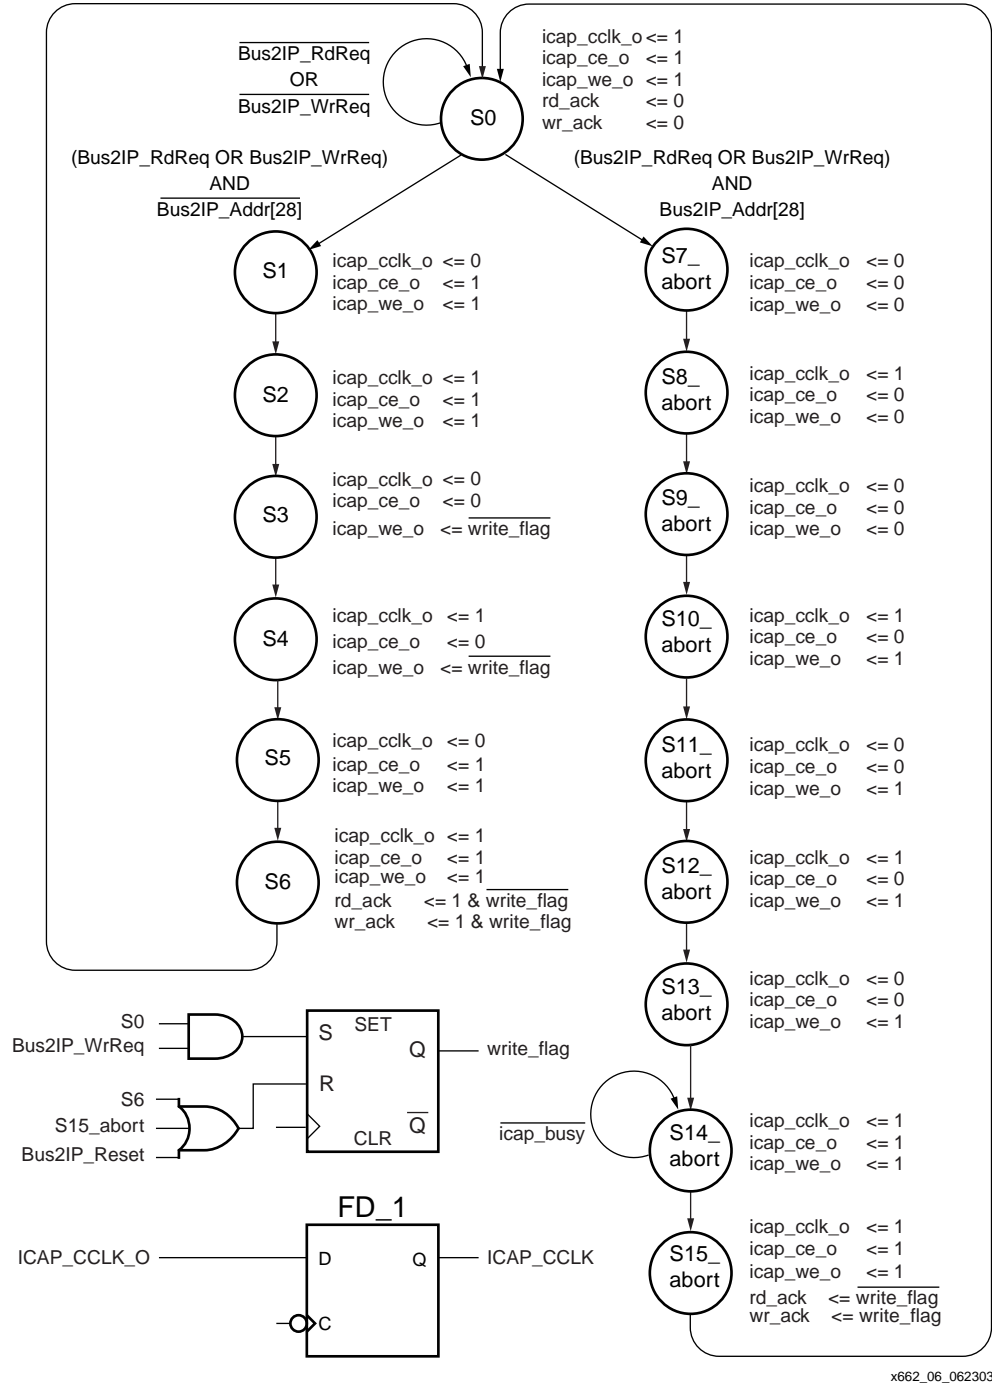 Bus2IP_RdReq
OR
Bus2IP_WrReq
S0
icap_cclk_o <= 1
icap_ce_o <= 1
icap_we_o <= 1
rd_ack <= 0
wr_ack <= 0
(Bus2IP_RdReq OR Bus2IP_WrReq)
AND
Bus2IP_Addr[28]
(Bus2IP_RdReq OR Bus2IP_WrReq)
AND
Bus2IP_Addr[28]
S1
icap_cclk_o <= 0
icap_ce_o <= 1
icap_we_o <= 1
S2
icap_cclk_o <= 1
icap_ce_o <= 1
icap_we_o <= 1
S3
icap_cclk_o <= 0
icap_ce_o <= 0
icap_we_o <= write_flag
S4
icap_cclk_o <= 1
icap_ce_o <= 0
icap_we_o <= write_flag
S5
icap_cclk_o <= 0
icap_ce_o <= 1
icap_we_o <= 1
S6
icap_cclk_o <= 1
icap_ce_o <= 1
icap_we_o <= 1
rd_ack <= 1 & write_flag
wr_ack <= 1 & write_flag
S7_
abort
icap_cclk_o <= 0
icap_ce_o <= 0
icap_we_o <= 0
S8_
abort
icap_cclk_o <= 1
icap_ce_o <= 0
icap_we_o <= 0
S9_
abort
icap_cclk_o <= 0
icap_ce_o <= 0
icap_we_o <= 0
S10_
abort
icap_cclk_o <= 1
icap_ce_o <= 0
icap_we_o <= 1
S11_
abort
icap_cclk_o <= 0
icap_ce_o <= 0
icap_we_o <= 1
S12_
abort
icap_cclk_o <= 1
icap_ce_o <= 0
icap_we_o <= 1
S13_
abort
icap_cclk_o <= 0
icap_ce_o <= 0
icap_we_o <= 1
icap_busy
S14_
abort
icap_cclk_o <= 1
icap_ce_o <= 1
icap_we_o <= 1
S15_
abort
icap_cclk_o <= 1
icap_ce_o <= 1
icap_we_o <= 1
rd_ack <= write_flag
wr_ack <= write_flag
S0
Bus2IP_WrReq
S6
S15_abort
Bus2IP_Reset
S
SET
Q
R
CLR
Q
write_flag
FD_1
ICAP_CCLK_O
D
Q
C
ICAP_CCLK
x662_06_062303